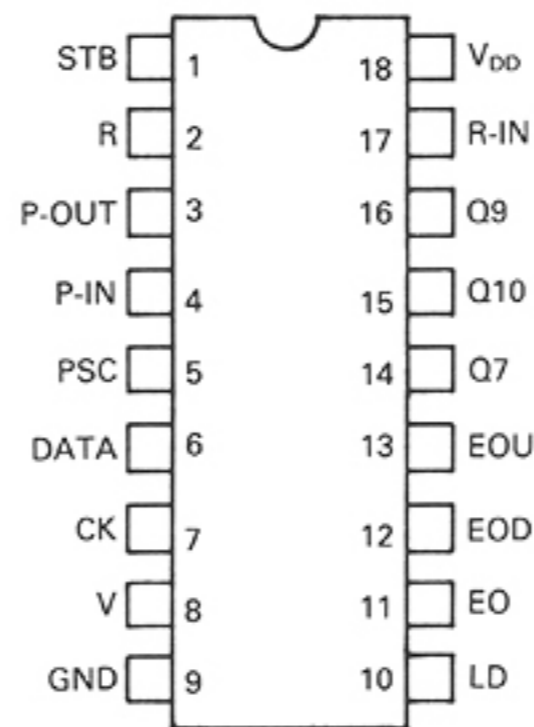 STB 1 18 V_DD
R 2 17 R-IN
P-OUT 3 16 Q9
P-IN 4 15 Q10
PSC 5 14 Q7
DATA 6 13 EOU
CK 7 12 EOD
V 8 11 EO
GND 9 10 LD